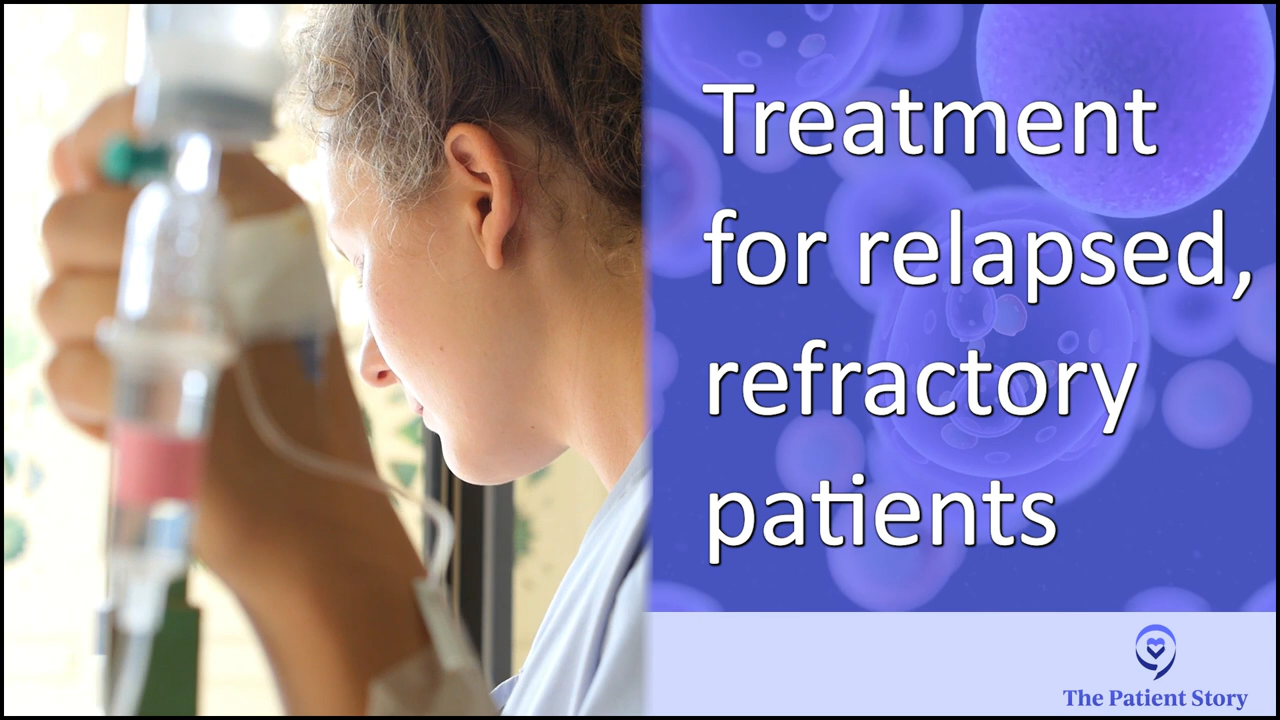 Treatment
for relapsed,
refractory
patients
The Patient Story